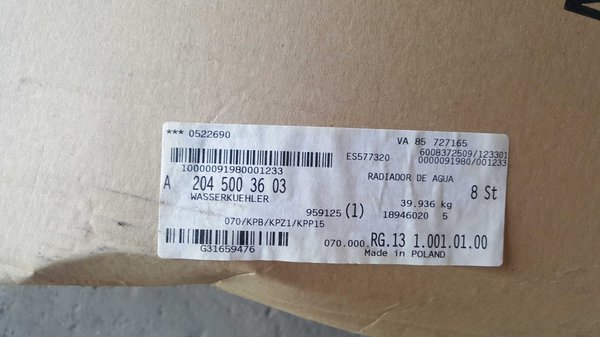 *** 0522690
VA 85 727165
ES577320
6008372509/123301
0000091980/001233
10000091980001233
RADIADOR DE AGUA
A 204 500 36 03
8 St
WASSERKUEHLER
39.936 kg
959125 (1) 18946020 5
070/KPB/KPZ1/KPP15
070.000.RG.13 1.001.01.00
G31659476
Made in POLAND